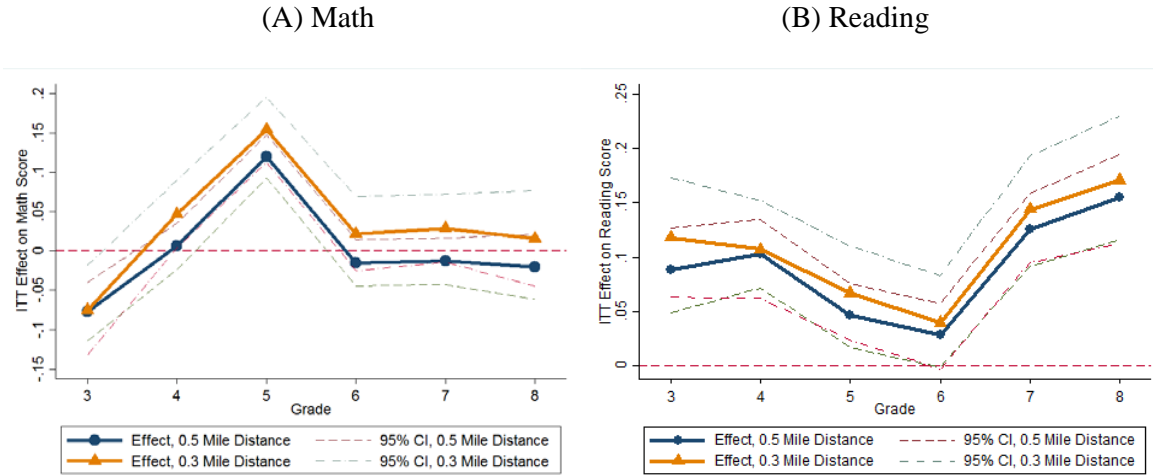 (A) Math
(B) Reading
ITT Effect on Math Score
.2
.15
.1
.05
0
-.05
-.1
-.15
3 4 5 6 7 8
Grade
Effect, 0.5 Mile Distance 95% CI, 0.5 Mile Distance
Effect, 0.3 Mile Distance 95% CI, 0.3 Mile Distance
ITT Effect on Reading Score
.25
.2
.15
.1
.05
0
3 4 5 6 7 8
Grade
Effect, 0.5 Mile Distance 95% CI, 0.5 Mile Distance
Effect, 0.3 Mile Distance 95% CI, 0.3 Mile Distance